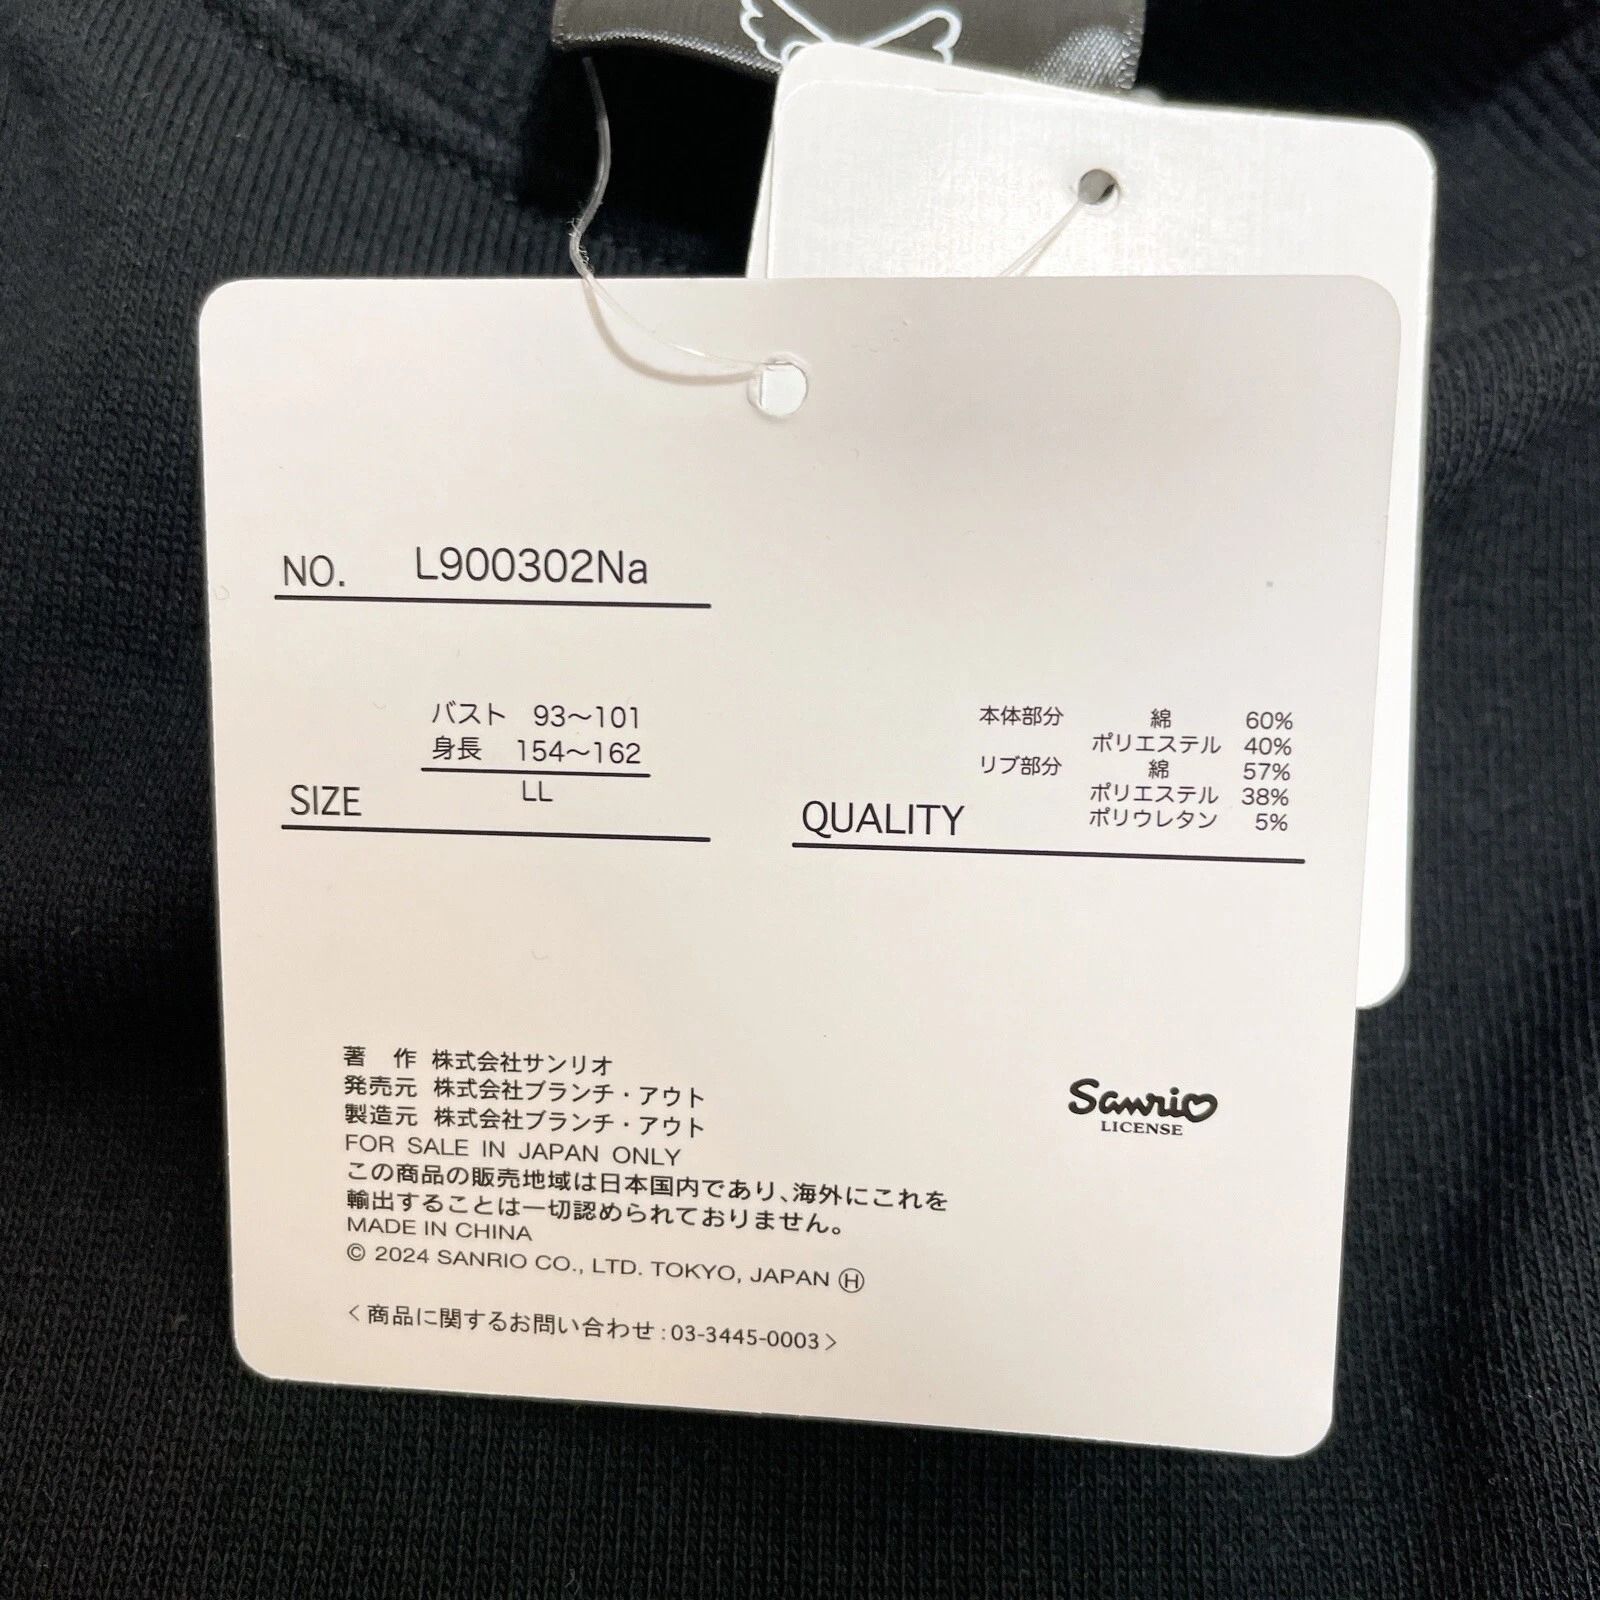 NO. L900302Na
バスト 93～101
身長 154～162
SIZE LL
本体部分 綿 60%
ポリエステル 40%
リブ部分 綿 57%
ポリエステル 38%
ポリウレタン 5%
QUALITY
著 作 株式会社サンリオ
発売元 株式会社ブランチ・アウト
製造元 株式会社ブランチ・アウト
FOR SALE IN JAPAN ONLY
この商品の販売地域は日本国内であり、海外にこれを
輸出することは一切認められておりません。
MADE IN CHINA
© 2024 SANRIO CO., LTD. TOKYO, JAPAN Ⓗ
<商品に関するお問い合わせ:03-3445-0003>
Sanrio
LICENSE